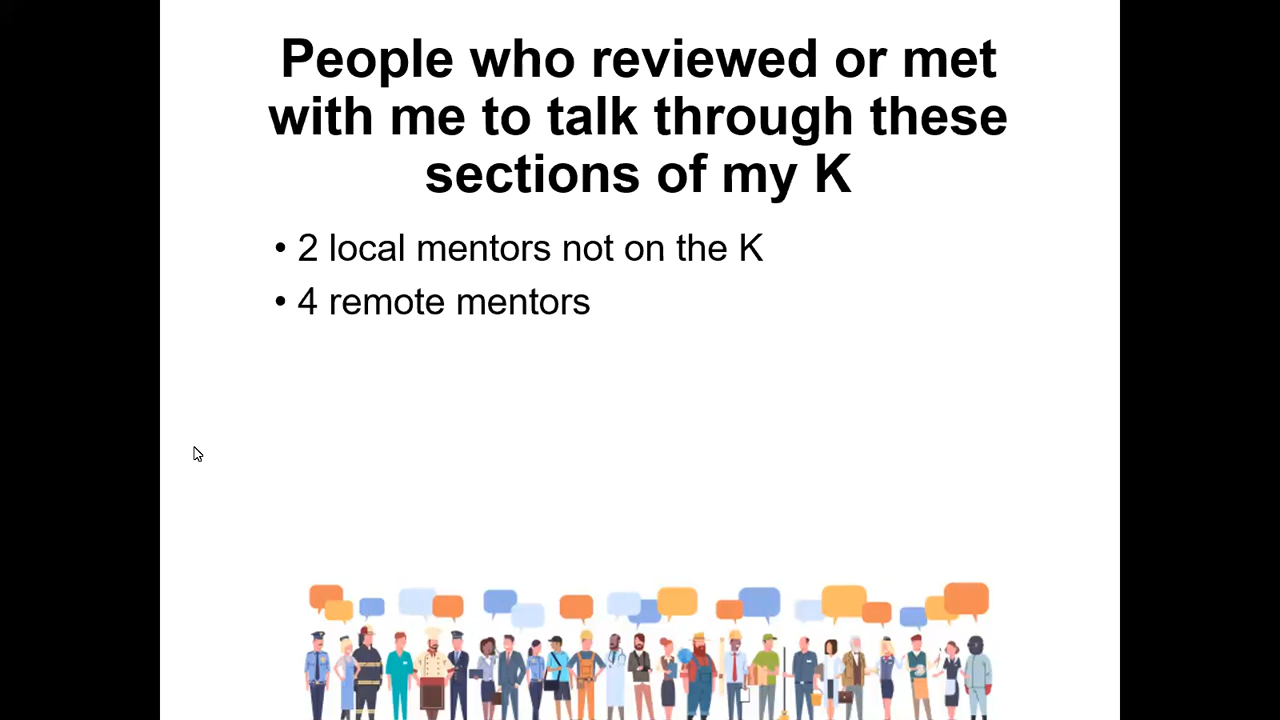 People who reviewed or met
with me to talk through these
sections of my K
• 2 local mentors not on the K
• 4 remote mentors